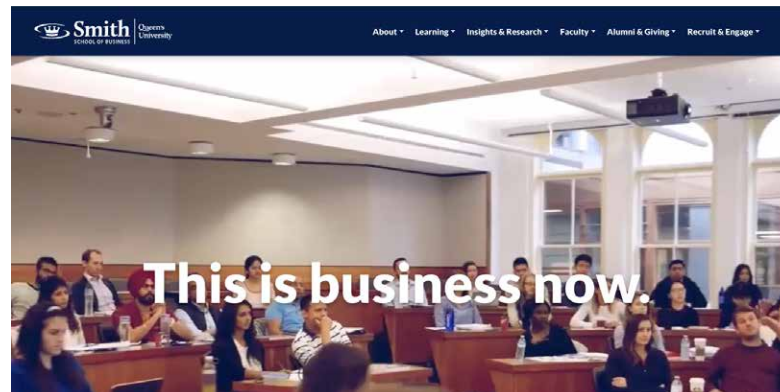 Smith
SCHOOL OF BUSINESS
Queen's
University
About
Learning
Insights & Research
Faculty
Alumni & Giving
Recruit & Engage
This is business now.